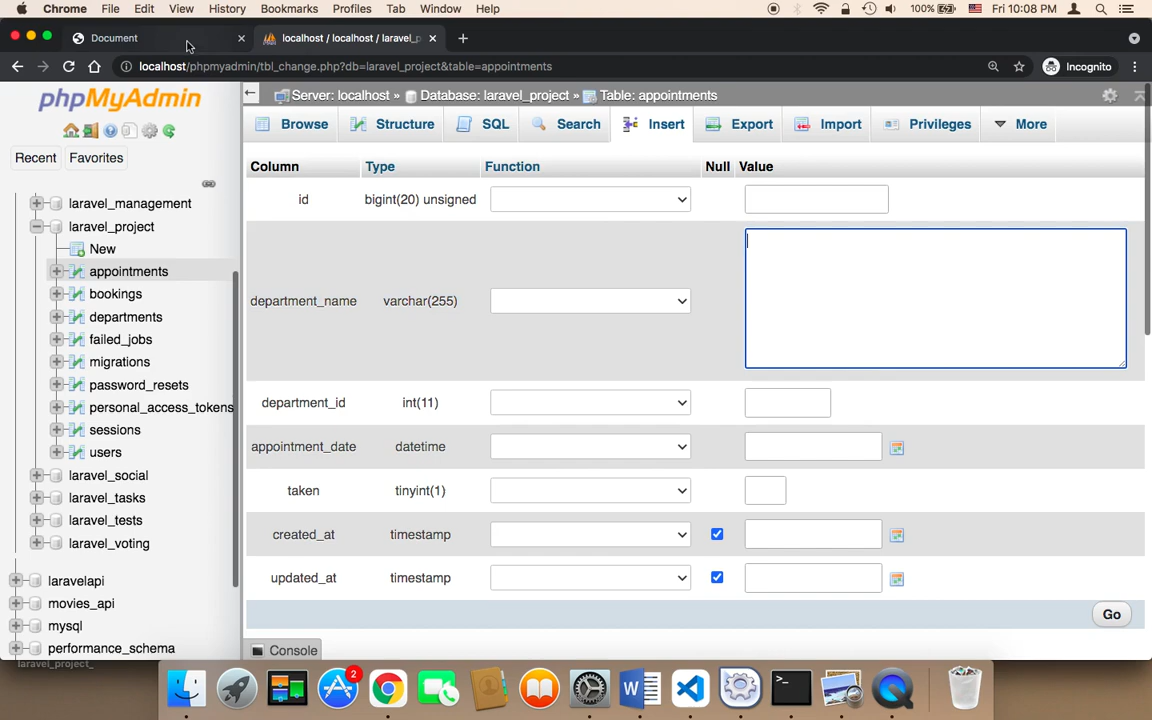 Chrome File Edit View History Bookmarks Profiles Tab Window Help 100% Fri 10:08 PM
Document localhost / localhost / laravel_p
localhost/phpmyadmin/tbl_change.php?db=laravel_project&table=appointments Incognito
phpMyAdmin
Recent Favorites
laravel_management
laravel_project
New
appointments
bookings
departments
failed_jobs
migrations
password_resets
personal_access_tokens
sessions
users
laravel_social
laravel_tasks
laravel_tests
laravel_voting
laravelapi
movies_api
mysql
performance_schema
laravel_project_
Server: localhost » Database: laravel_project » Table: appointments
Browse Structure SQL Search Insert Export Import Privileges More
Column Type Function Null Value
id bigint(20) unsigned
department_name varchar(255)
department_id int(11)
appointment_date datetime
taken tinyint(1)
created_at timestamp
updated_at timestamp
Go
Console
2